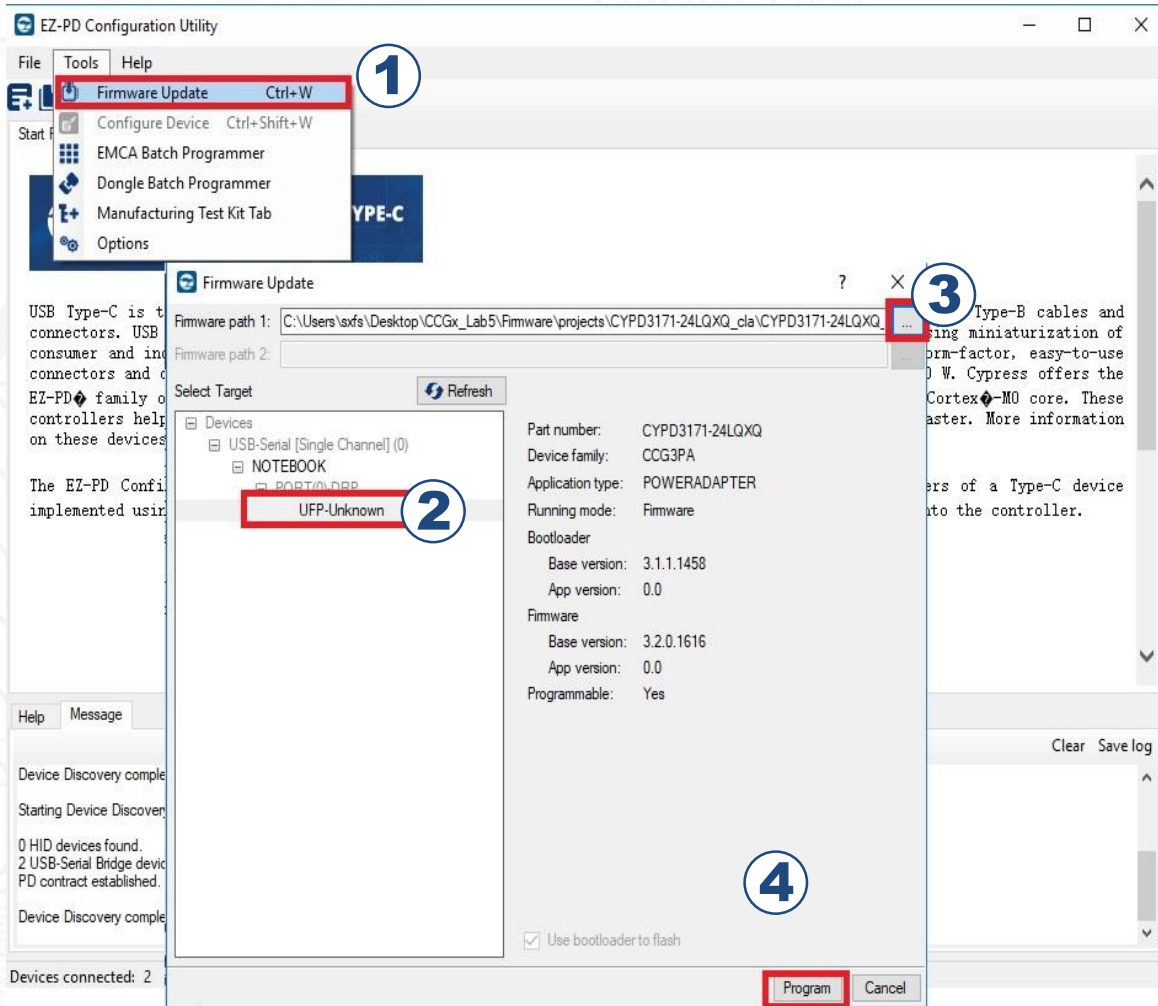 EZ-PD Configuration Utility
File Tools Help
1
Firmware Update Ctrl+W
Configure Device Ctrl+Shift+W
Start
EMCA Batch Programmer
Dongle Batch Programmer
Manufacturing Test Kit Tab
YPE-C
Options
Firmware Update ?
3
USB Type-C is t
Type-B cables and
Firmware path 1: C:\Users\sxfs\Desktop\CCGx_Lab5\Firmware\projects\CYPD3171-24LQXQ_cla\CYPD3171-24LQXQ_ ...
connectors. USB
sing miniaturization of
Firmware path 2: ...
consumer and ind
orm-factor, easy-to-use
connectors and
W. Cypress offers the
Select Target Refresh
EZ-PD� family o
Cortex�-M0 core. These
controllers help
aster. More information
on these devices
Devices
USB-Serial [Single Channel] (0)
NOTEBOOK
PORT(0)-DRP
UFP-Unknown
2
Part number: CYPD3171-24LQXQ
Device family: CCG3PA
Application type: POWERADAPTER
Running mode: Firmware
Bootloader
Base version: 3.1.1.1458
App version: 0.0
Firmware
Base version: 3.2.0.1616
App version: 0.0
Programmable: Yes
The EZ-PD Confi
ers of a Type-C device
implemented usin
to the controller.
Help Message
Clear Save log
Device Discovery comple
Starting Device Discover
0 HID devices found.
2 USB-Serial Bridge devic
PD contract established.
Device Discovery comple
4
Use bootloader to flash
Devices connected: 2
Program Cancel